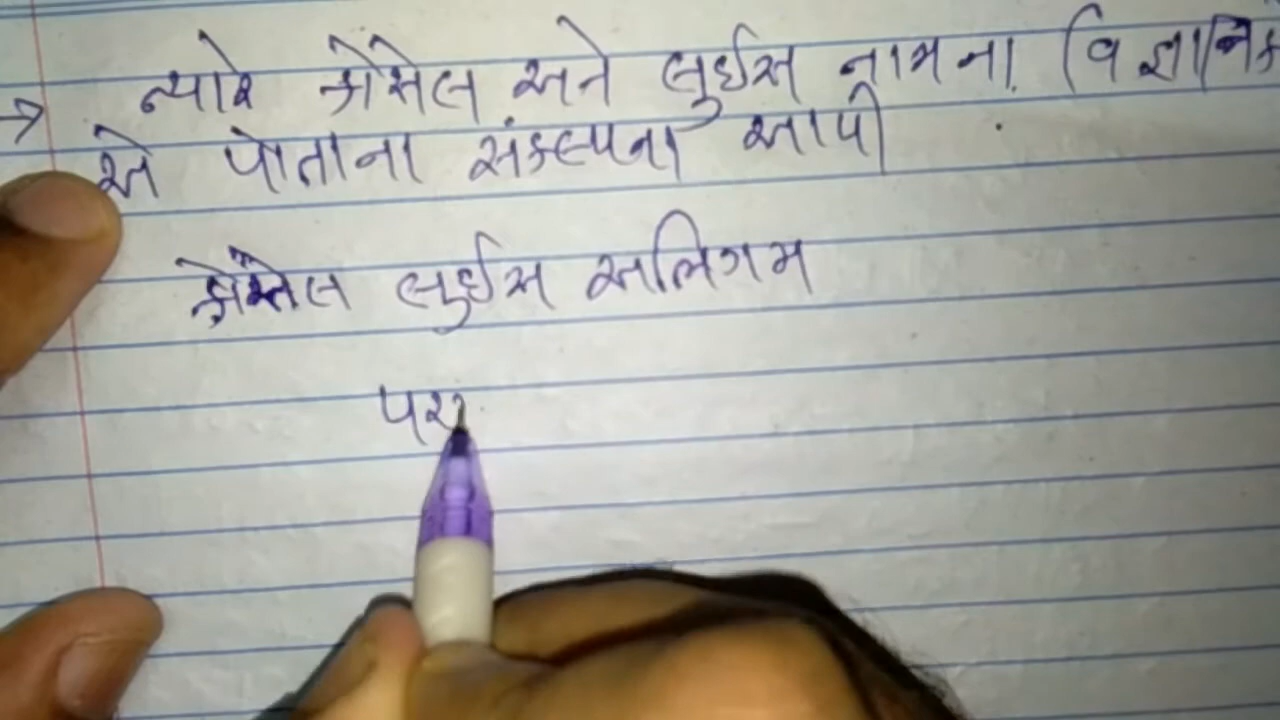 ત્યારે કોસેલ અને લુઈસ નામના વિજ્ઞાનિક
એ પોતાના સંકલ્પના આપી
કોસેલ લુઈસ અભિગમ
પર